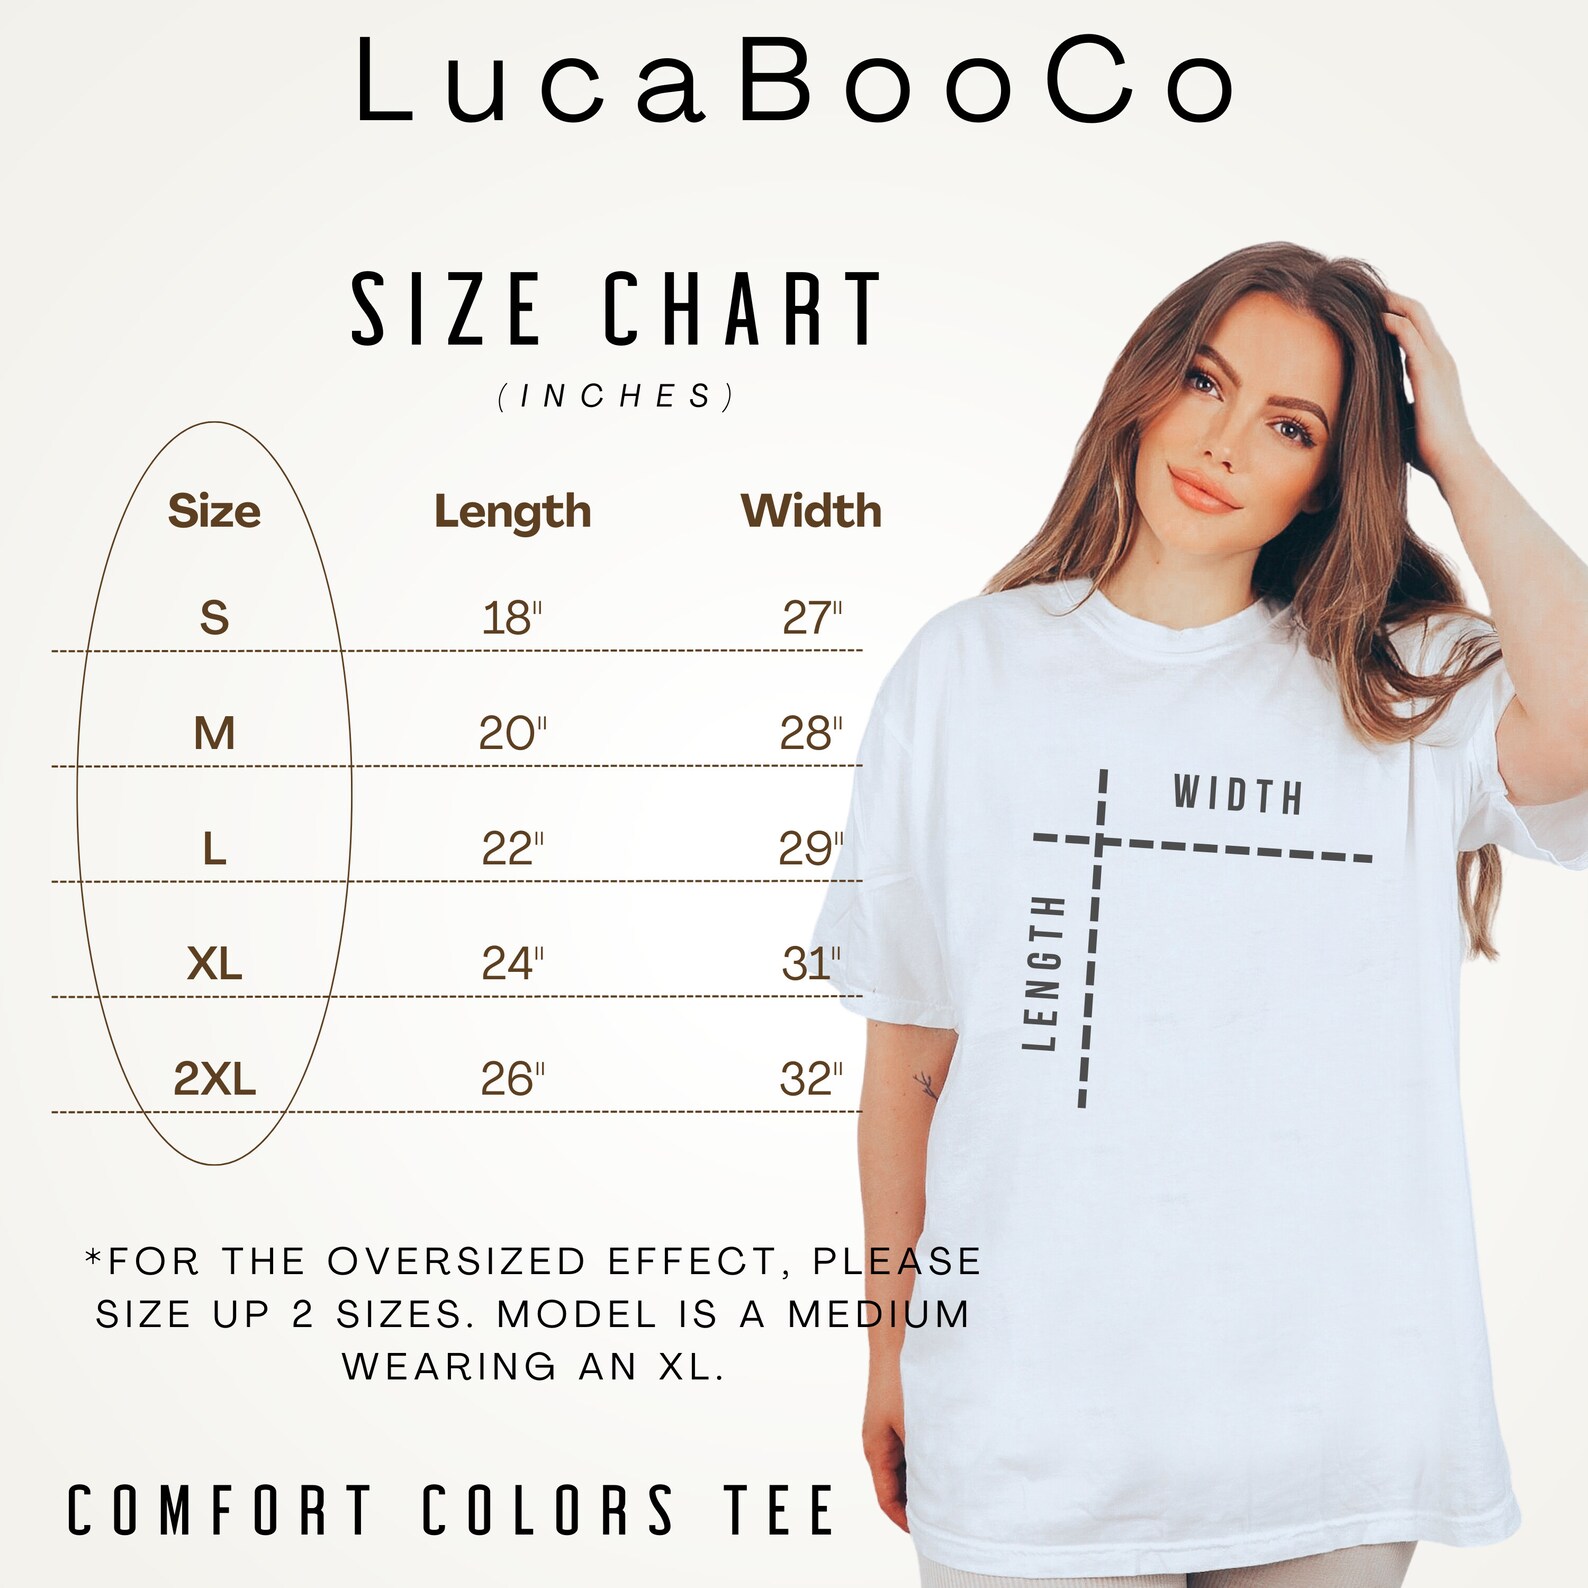 LucaBooCo
SIZE CHART
(INCHES)
Size Length Width
S 18" 27"
M 20" 28"
L 22" 29"
XL 24" 31"
2XL 26" 32"
WIDTH
LENGTH
*FOR THE OVERSIZED EFFECT, PLEASE
SIZE UP 2 SIZES. MODEL IS A MEDIUM
WEARING AN XL.
COMFORT COLORS TEE